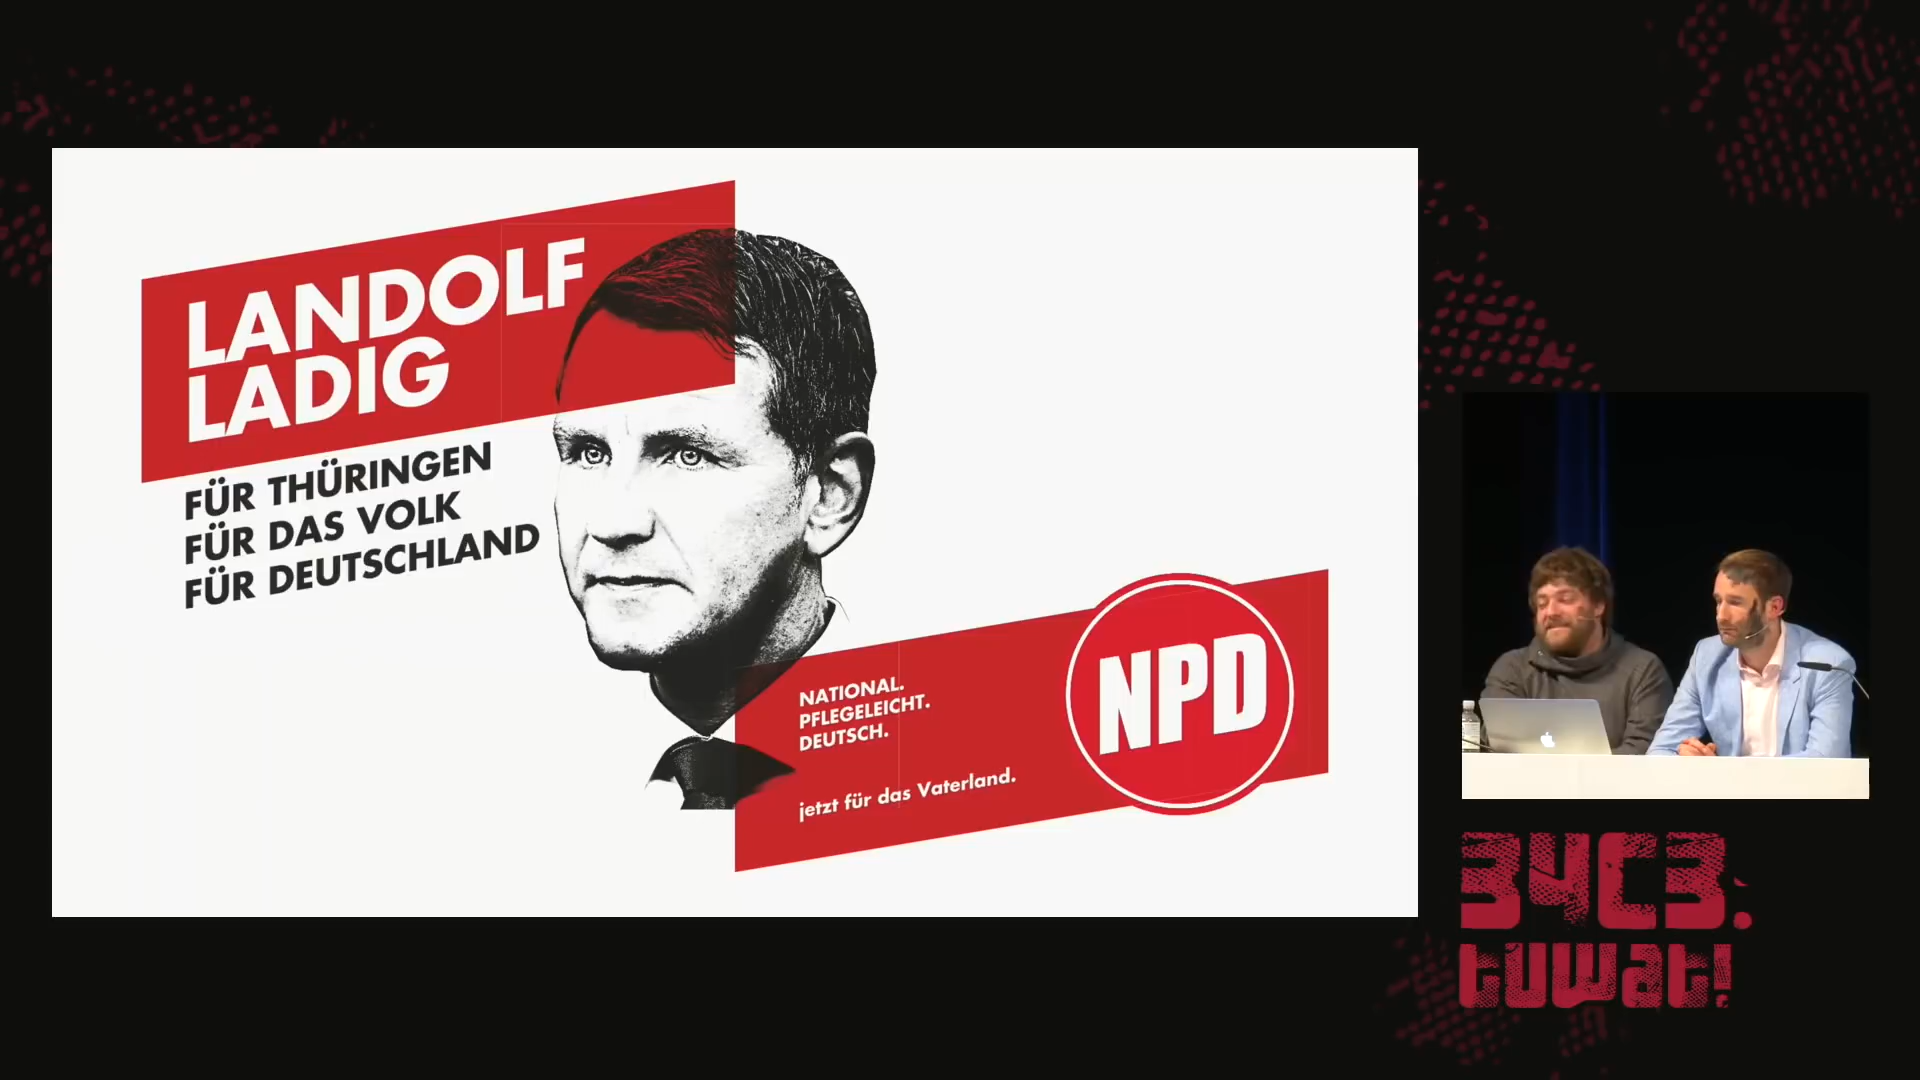 LANDOLF
LADIG
FÜR THÜRINGEN
FÜR DAS VOLK
FÜR DEUTSCHLAND
NATIONAL.
PFLEGELEICHT.
DEUTSCH.
jetzt für das Vaterland.
NPD
34C3.
tuwat!